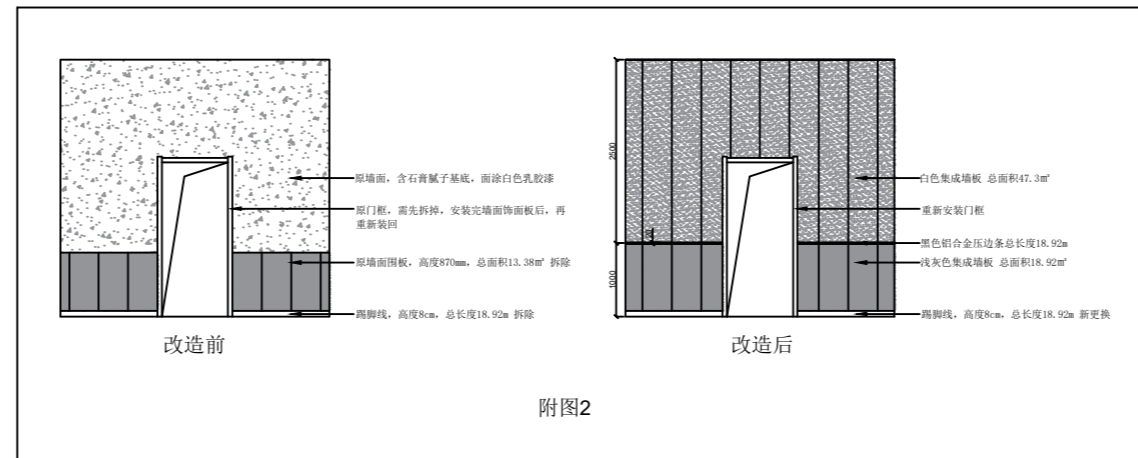 原墙面，含石膏腻子基底，面涂白色乳胶漆
原门框，需先拆掉，安装完墙面饰面板后，再
重新装回
原墙面围板，高度870mm，总面积13.38㎡ 拆除
踢脚线，高度8cm，总长度18.92m 拆除
改造前
2500
1000
白色集成墙板 总面积47.3㎡
重新安装门框
黑色铝合金压边条总长度18.92m
浅灰色集成墙板 总面积18.92㎡
踢脚线，高度8cm，总长度18.92m 新更换
改造后
附图2